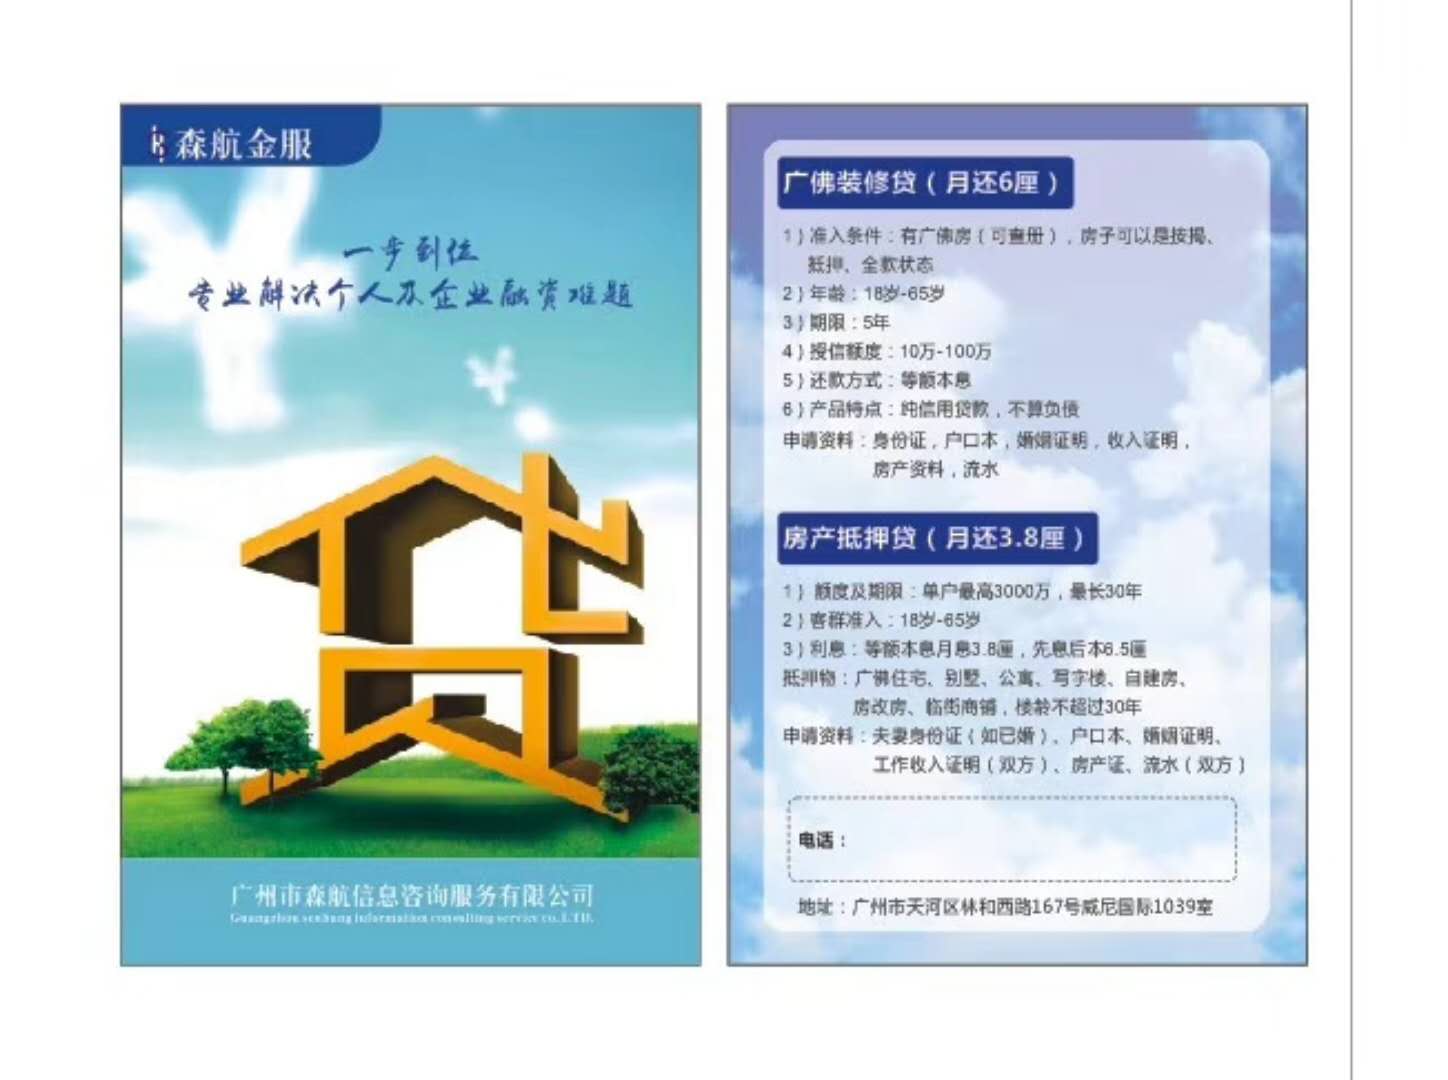 森航金服
一步到位
专业解决个人及企业融资难题
贷
广州市森航信息咨询服务有限公司
Guangzhou senhang information consulting service co.,LTD.
广佛装修贷（月还6厘）
1）准入条件：有广佛房（可查册），房子可以是按揭、
抵押、全款状态
2）年龄：18岁-65岁
3）期限：5年
4）授信额度：10万-100万
5）还款方式：等额本息
6）产品特点：纯信用贷款，不算负债
申请资料：身份证，户口本，婚姻证明，收入证明，
房产资料，流水
房产抵押贷（月还3.8厘）
1） 额度及期限：单户最高3000万，最长30年
2）客群准入：18岁-65岁
3）利息：等额本息月息3.8厘，先息后本6.5厘
抵押物：广佛住宅、别墅、公寓、写字楼、自建房、
房改房、临街商铺，楼龄不超过30年
申请资料：夫妻身份证（如已婚）、户口本、婚姻证明、
工作收入证明（双方）、房产证、流水（双方）
电话：
地址：广州市天河区林和西路167号威尼国际1039室